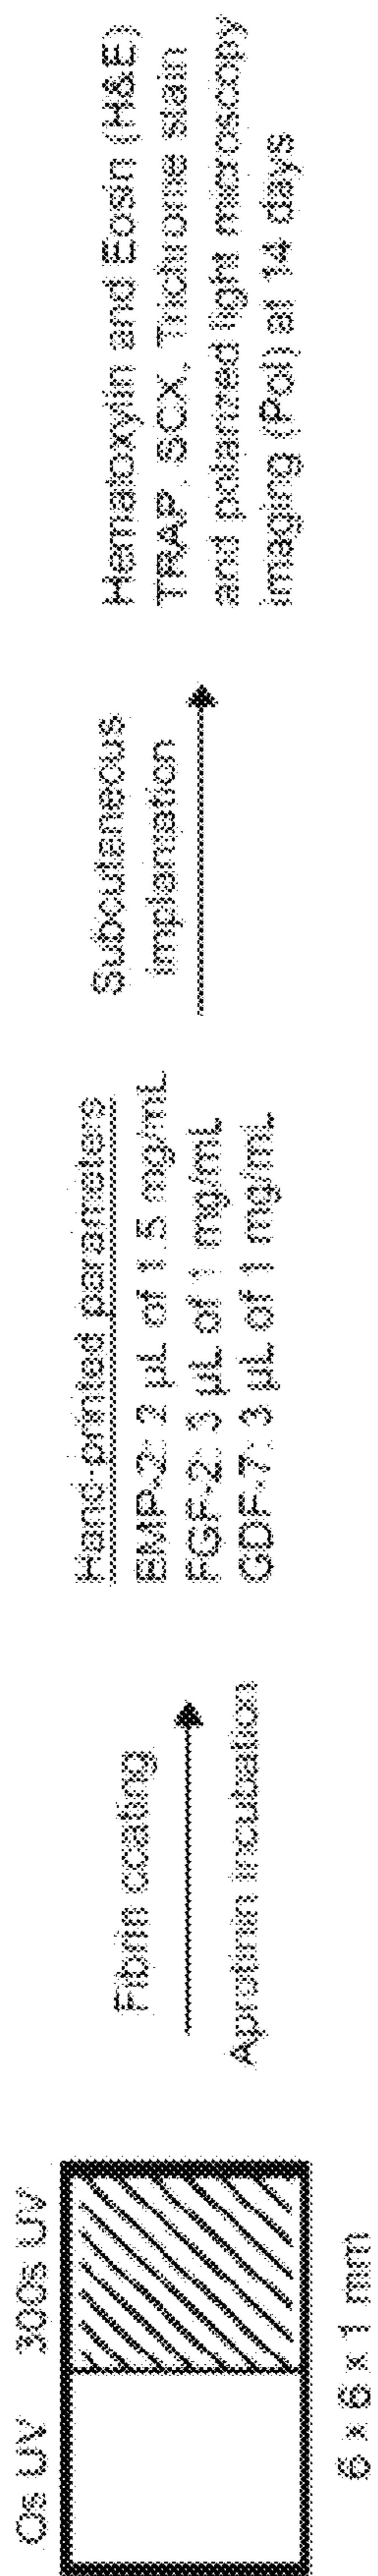 0s UV 300s UV
6 x 6 x 1 mm
Fibrin coating
Aprotinin incubation
Hand-printed parameters
BMP-2: 2 µL of 1.5 mg/mL
FGF-2: 3 µL of 1 mg/mL
GDF-7: 3 µL of 1 mg/mL
Subcutaneous
implantation
Hematoxylin and Eosin (H&E)
TRAP, SCX, Trichrome stain
and polarized light microscopy
imaging (Pol) at 14 days